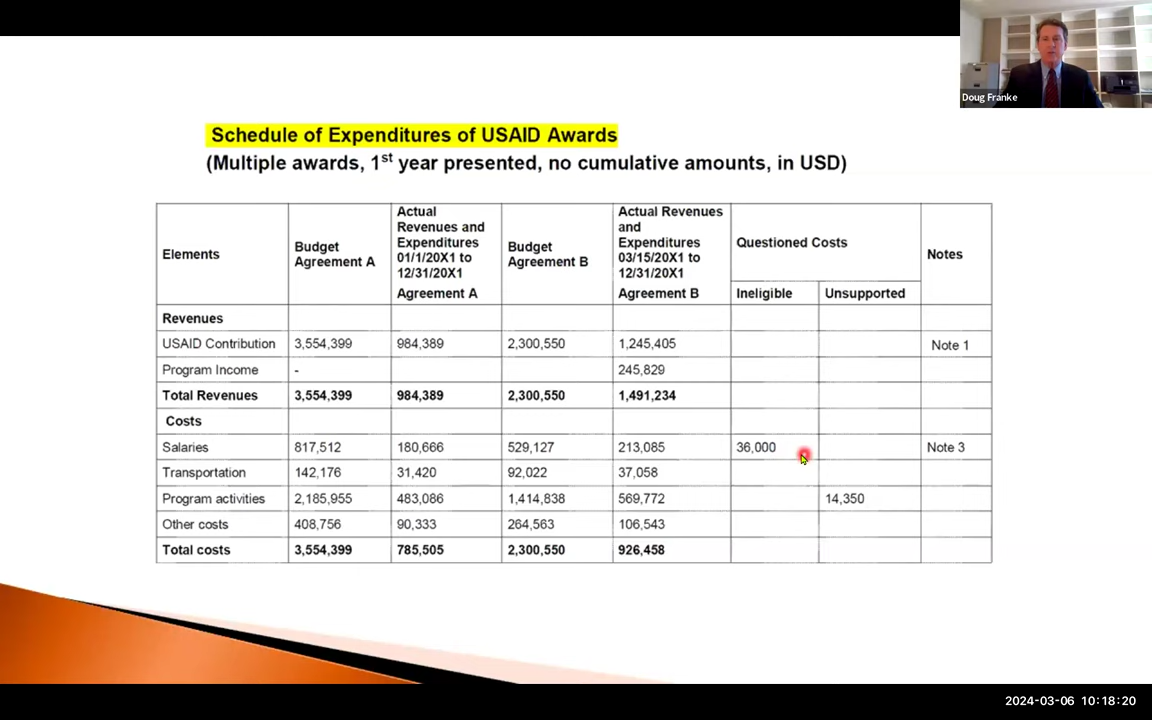 Doug Franke
Schedule of Expenditures of USAID Awards
(Multiple awards, 1st year presented, no cumulative amounts, in USD)
Elements
Budget
Agreement A
Actual
Revenues and
Expenditures
01/1/20X1 to
12/31/20X1
Agreement A
Budget
Agreement B
Actual Revenues
and
Expenditures
03/15/20X1 to
12/31/20X1
Agreement B
Questioned Costs
Ineligible
Unsupported
Notes
Revenues
USAID Contribution 3,554,399 984,389 2,300,550 1,245,405 Note 1
Program Income - 245,829
Total Revenues 3,554,399 984,389 2,300,550 1,491,234
Costs
Salaries 817,512 180,666 529,127 213,085 36,000 Note 3
Transportation 142,176 31,420 92,022 37,058
Program activities 2,185,955 483,086 1,414,838 569,772 14,350
Other costs 408,756 90,333 264,563 106,543
Total costs 3,554,399 785,505 2,300,550 926,458
2024-03-06 10:18:20